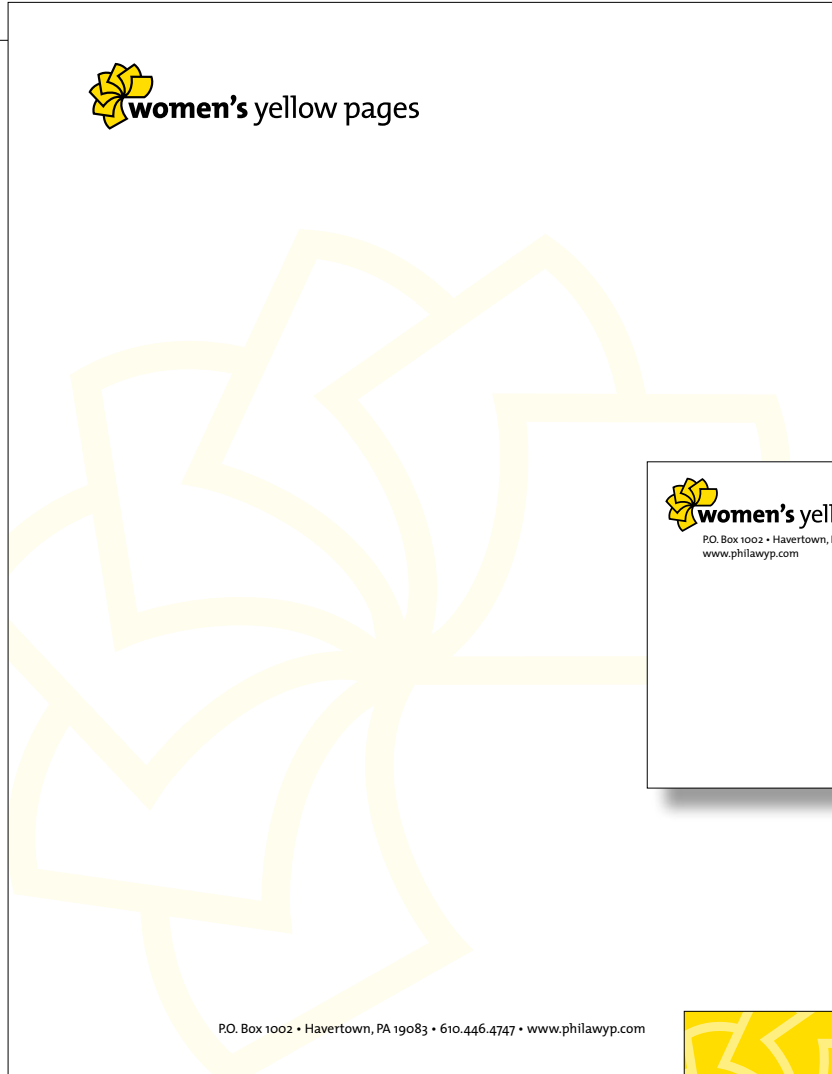 women's yellow pages
women's yell
P.O. Box 1002 • Havertown,
www.philawyp.com
P.O. Box 1002 • Havertown, PA 19083 • 610.446.4747 • www.philawyp.com